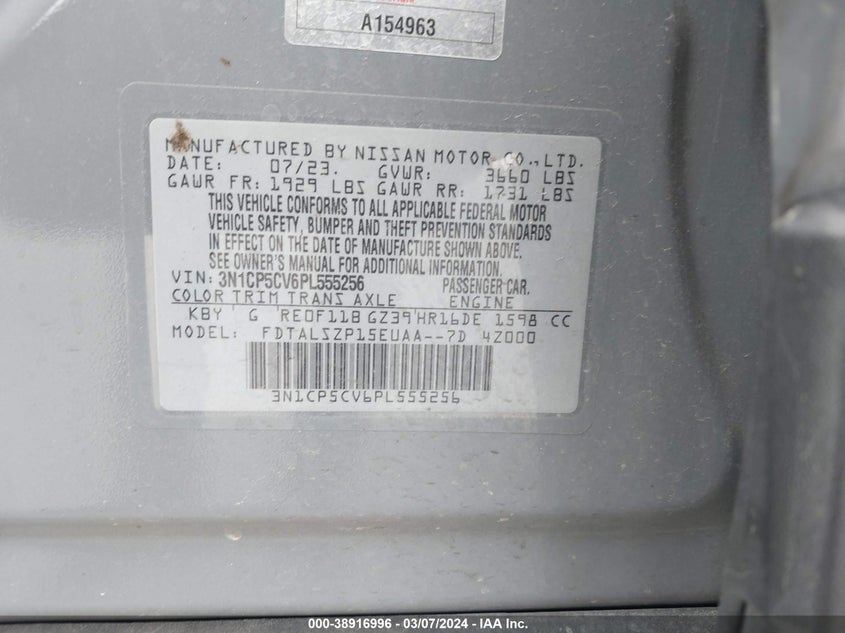 A154963
MANUFACTURED BY NISSAN MOTOR CO., LTD.
DATE: 07/23. GVWR: 3660 LBS
GAWR FR: 1929 LBS GAWR RR: 1731 LBS
THIS VEHICLE CONFORMS TO ALL APPLICABLE FEDERAL MOTOR
VEHICLE SAFETY, BUMPER AND THEFT PREVENTION STANDARDS
IN EFFECT ON THE DATE OF MANUFACTURE SHOWN ABOVE.
SEE OWNER'S MANUAL FOR ADDITIONAL INFORMATION.
VIN: 3N1CP5CV6PL555256 PASSENGER CAR.
COLOR TRIM TRANS AXLE ENGINE
KBY G RE0F11B GZ39 HR16DE 1598 CC
MODEL: FDTALSZP15EUAA--7D 4Z000
3N1CP5CV6PL555256
000-38916996 - 03/07/2024 - IAA Inc.